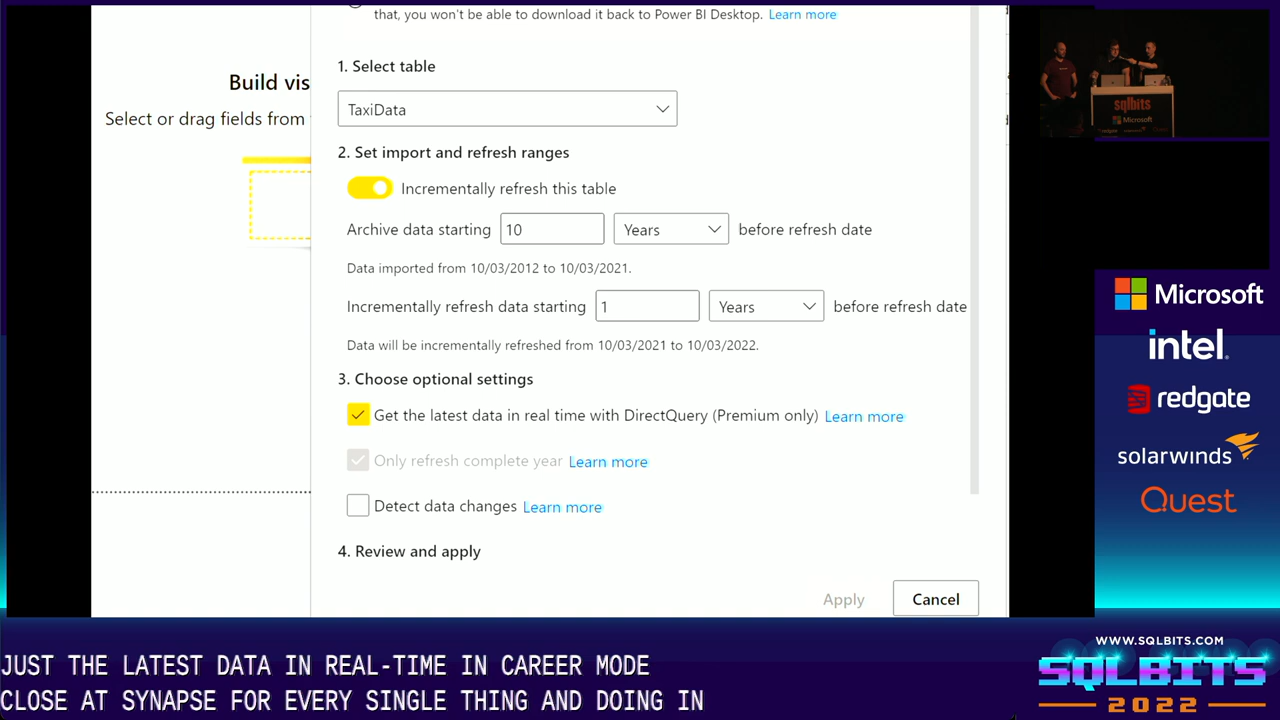 that, you won't be able to download it back to Power BI Desktop. Learn more
1. Select table
Build vis
Select or drag fields from
TaxiData
2. Set import and refresh ranges
Incrementally refresh this table
Archive data starting 10 Years before refresh date
Data imported from 10/03/2012 to 10/03/2021.
Incrementally refresh data starting 1 Years before refresh date
Data will be incrementally refreshed from 10/03/2021 to 10/03/2022.
3. Choose optional settings
Get the latest data in real time with DirectQuery (Premium only) Learn more
Only refresh complete year Learn more
Detect data changes Learn more
4. Review and apply
Apply Cancel
sqlbits
Microsoft
Microsoft
intel.
redgate
solarwinds
Quest
WWW.SQLBITS.COM
SQLBITS
2022
JUST THE LATEST DATA IN REAL-TIME IN CAREER MODE
CLOSE AT SYNAPSE FOR EVERY SINGLE THING AND DOING IN